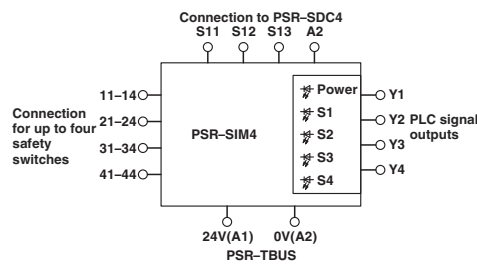 Connection to PSR–SDC4
S11 S12 S13 A2
11–14
21–24
31–34
41–44
Connection
for up to four
safety
switches
PSR–SIM4
Power
S1
S2
S3
S4
Y1
Y2
Y3
Y4
PLC signal
outputs
24V(A1) 0V(A2)
PSR–TBUS